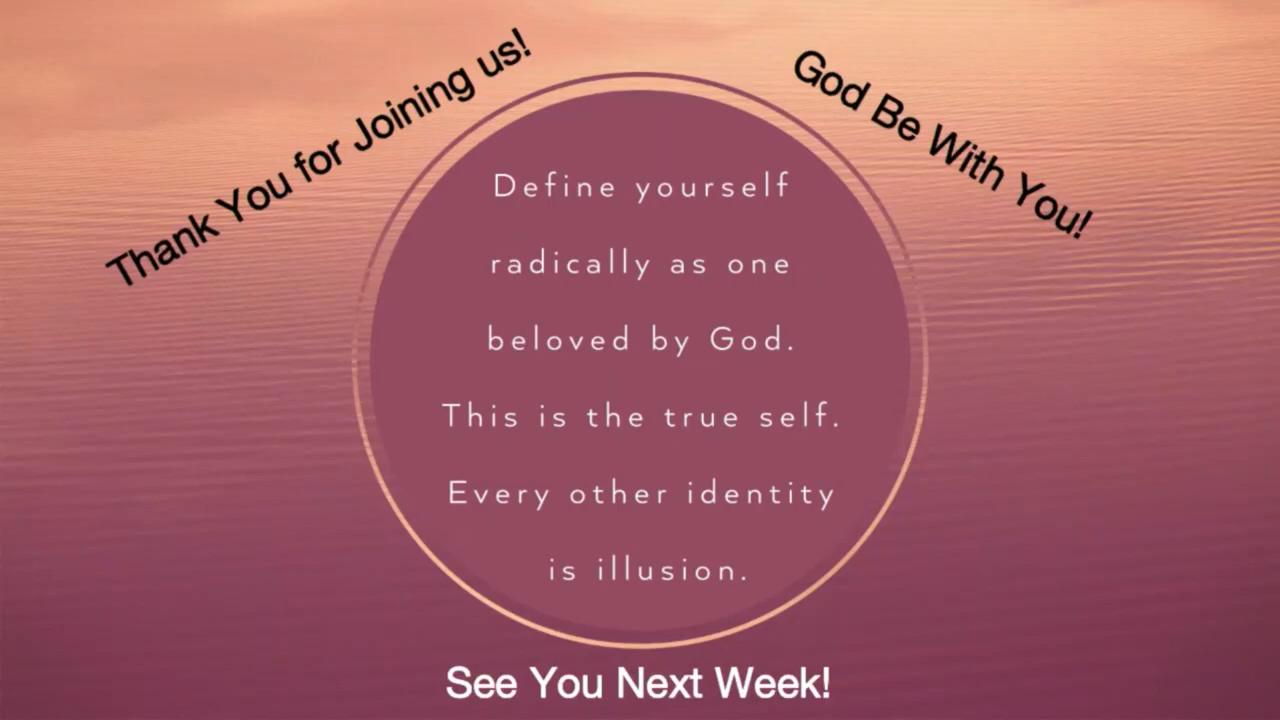 Thank You for Joining us!
God Be With You!
Define yourself
radically as one
beloved by God.
This is the true self.
Every other identity
is illusion.
See You Next Week!